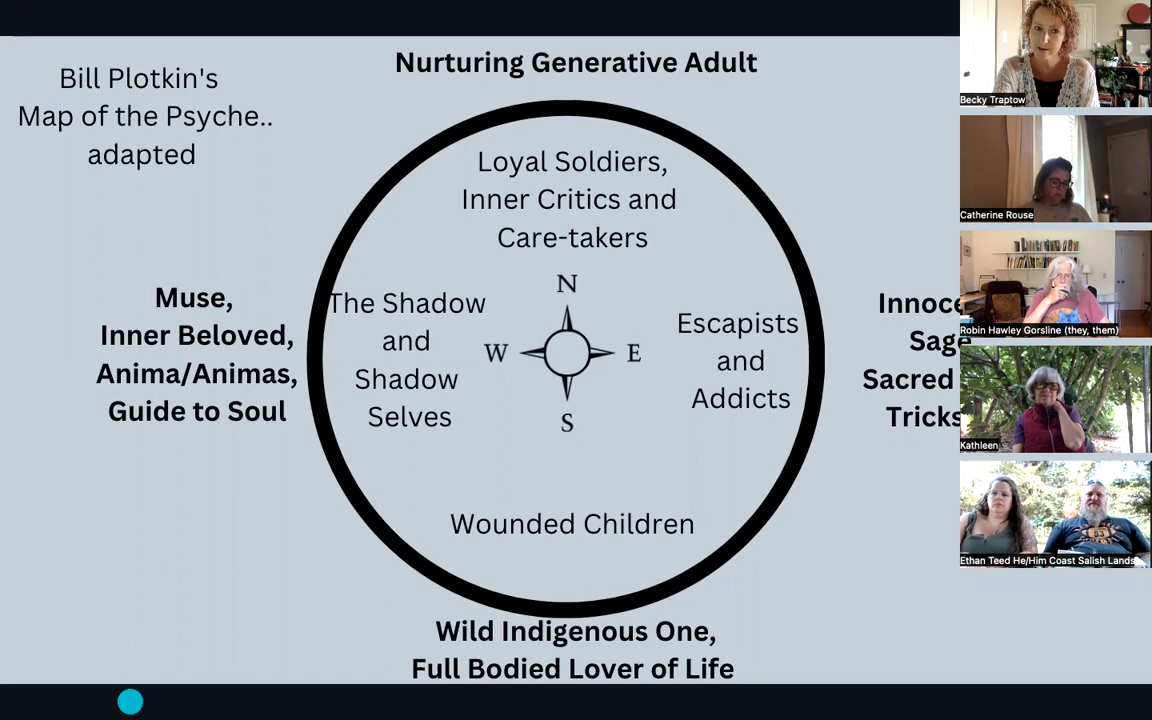 Bill Plotkin's
Map of the Psyche..
adapted
Nurturing Generative Adult
Loyal Soldiers,
Inner Critics and
Care-takers
N
Muse,
Inner Beloved,
Anima/Animas,
Guide to Soul
The Shadow
and
Shadow
Selves
W
E
Escapists
and
Addicts
Sage
Sacred
S
Wounded Children
Wild Indigenous One,
Full Bodied Lover of Life
Becky Traptow
Catherine Rouse
Robin Hawley Gorsline (they, them)
Kathleen
Ethan Teed He/Him Coast Salish Lands